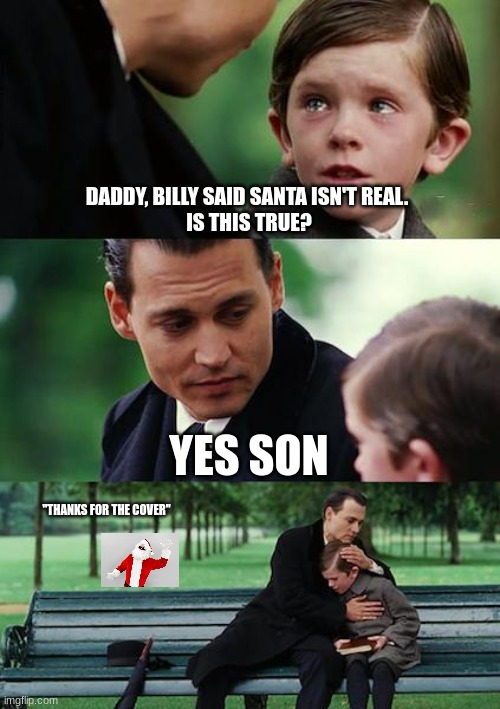 DADDY, BILLY SAID SANTA ISN'T REAL.
IS THIS TRUE?
YES SON
"THANKS FOR THE COVER"
imgflip.com